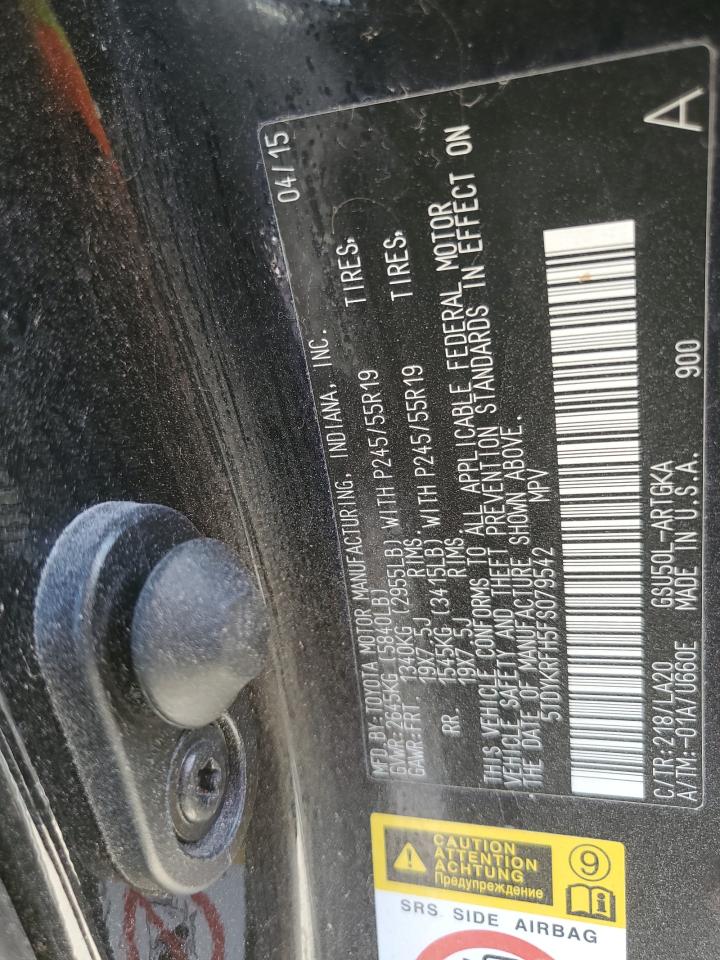 04/15
MFD BY:TOYOTA MOTOR MANUFACTURING, INDIANA, INC.
GVWR:2645KG (5840LB)
GAWR:FRT. 1340KG (2955LB) WITH P245/55R19 TIRES,
19X7.5J RIMS,
RR. 1545KG (3415LB) WITH P245/55R19 TIRES,
19X7.5J RIMS.
THIS VEHICLE CONFORMS TO ALL APPLICABLE FEDERAL MOTOR
VEHICLE SAFETY AND THEFT PREVENTION STANDARDS IN EFFECT ON
THE DATE OF MANUFACTURE SHOWN ABOVE.
5TDYKRFH5FS079542 MPV
C/TR:218/LA20 GSU50L-ARTGKA
A/TM:-01A/U660E MADE IN U.S.A. 900
A
CAUTION
ATTENTION
ACHTUNG
Предупреждение
9
i
SRS SIDE AIRBAG